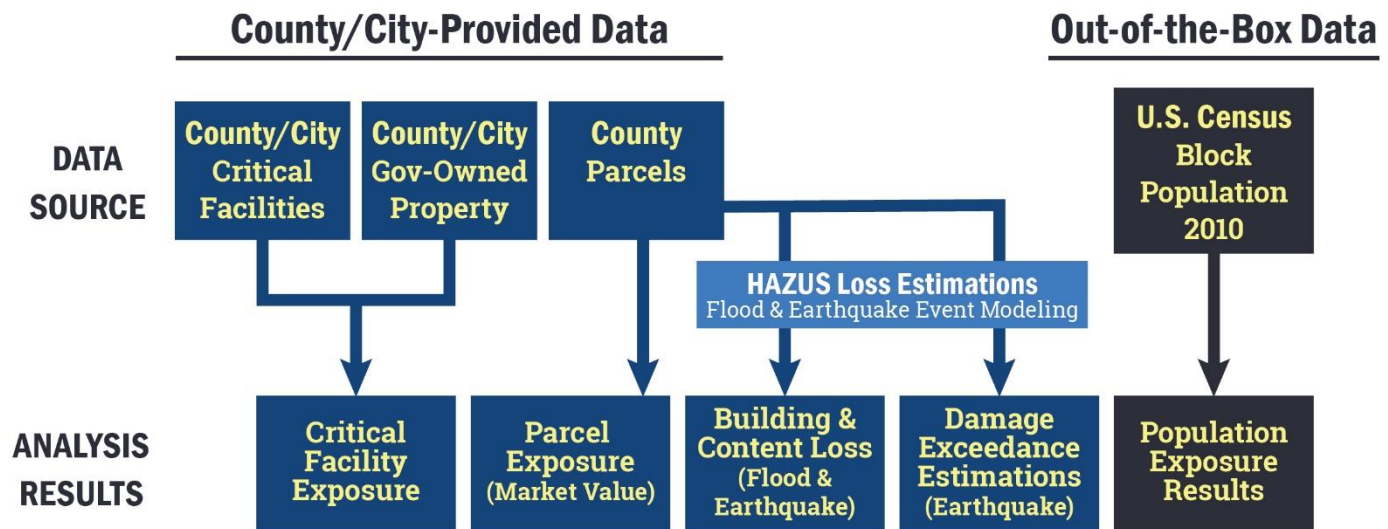 County/City-Provided Data
Out-of-the-Box Data
DATA
SOURCE
County/City
Critical
Facilities
County/City
Gov-Owned
Property
County
Parcels
U.S. Census
Block
Population
2010
HAZUS Loss Estimations
Flood & Earthquake Event Modeling
ANALYSIS
RESULTS
Critical
Facility
Exposure
Parcel
Exposure
(Market Value)
Building &
Content Loss
(Flood &
Earthquake)
Damage
Exceedance
Estimations
(Earthquake)
Population
Exposure
Results